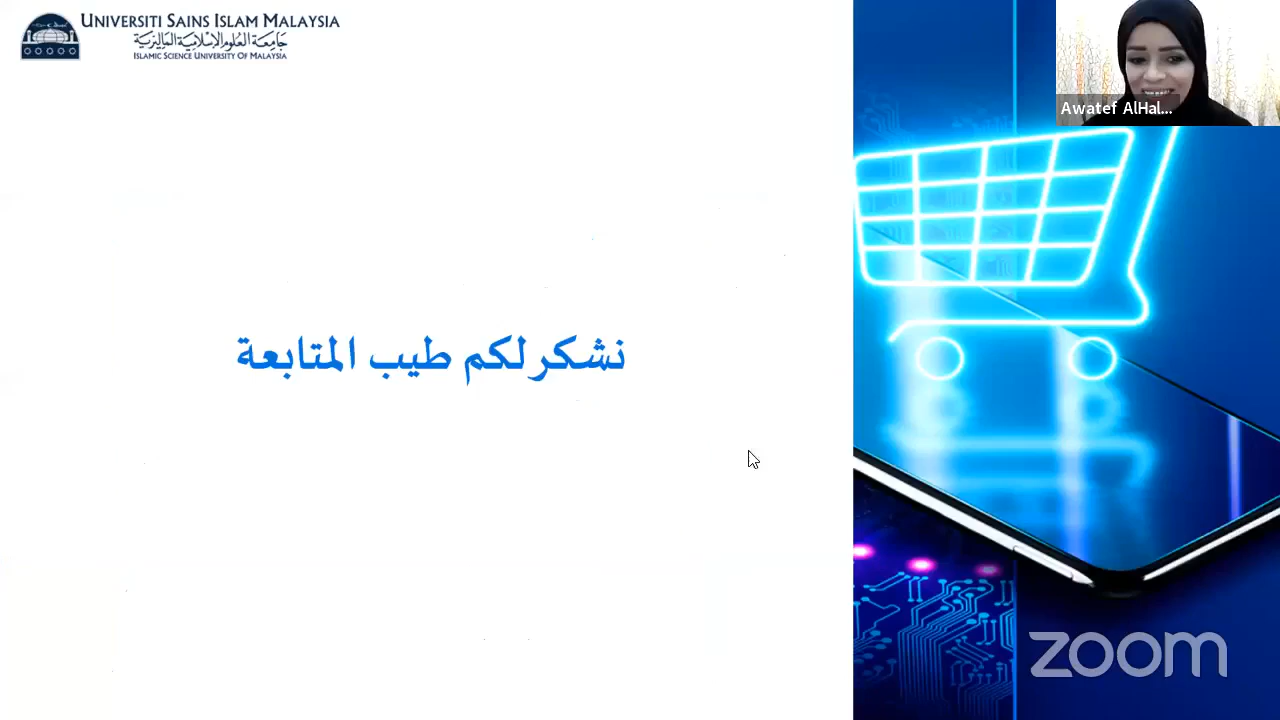 UNIVERSITI SAINS ISLAM MALAYSIA
جامعة العلوم الإسلامية الماليزية
ISLAMIC SCIENCE UNIVERSITY OF MALAYSIA
Awatef AlHal...
نشكر لكم طيب المتابعة
zoom